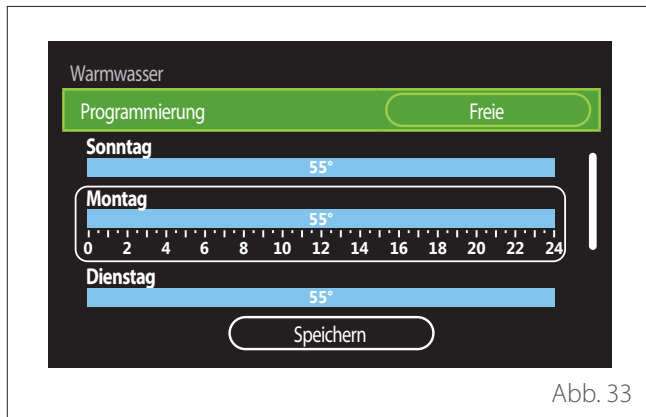 Warmwasser
Programmierung Freie
Sonntag
55°
Montag
55°
0 2 4 6 8 10 12 14 16 18 20 22 24
Dienstag
55°
Speichern
Abb. 33